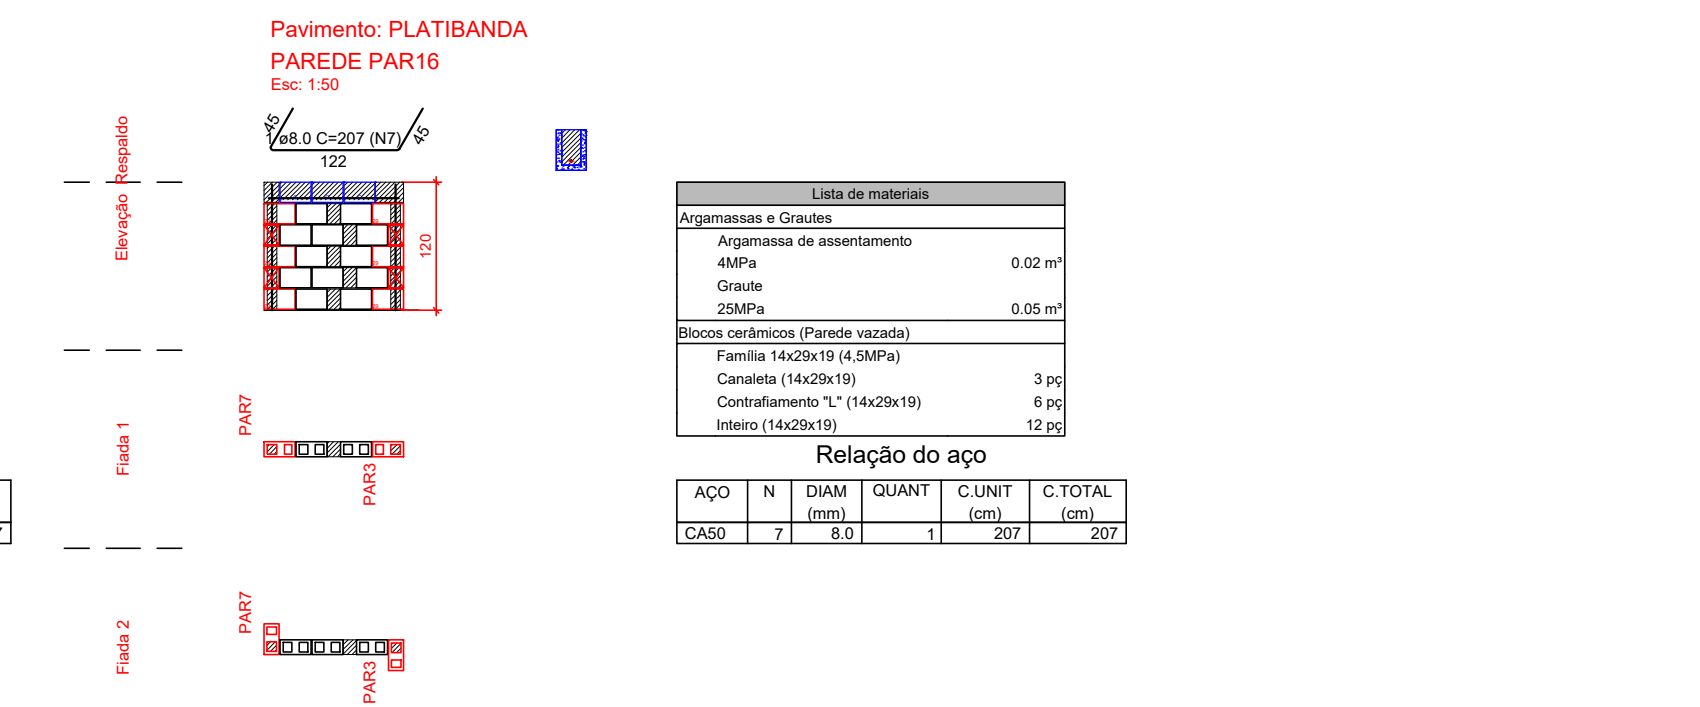 Pavimento: PLATIBANDA
PAREDE PAR16
Esc: 1:50
Respaldo
45
1 ø8.0 C=207 (N7)
45
122
Elevação
120
Lista de materiais
Argamassas e Grautes
Argamassa de assentamento
4MPa 0.02 m³
Graute
25MPa 0.05 m³
Blocos cerâmicos (Parede vazada)
Família 14x29x19 (4,5MPa)
Canaleta (14x29x19) 3 pç
Contrafiamento "L" (14x29x19) 6 pç
Inteiro (14x29x19) 12 pç
Fiada 1
PAR7
PAR3
Relação do aço
AÇO N DIAM QUANT C.UNIT C.TOTAL
(mm) (cm) (cm)
CA50 7 8.0 1 207 207
Fiada 2
PAR7
PAR3